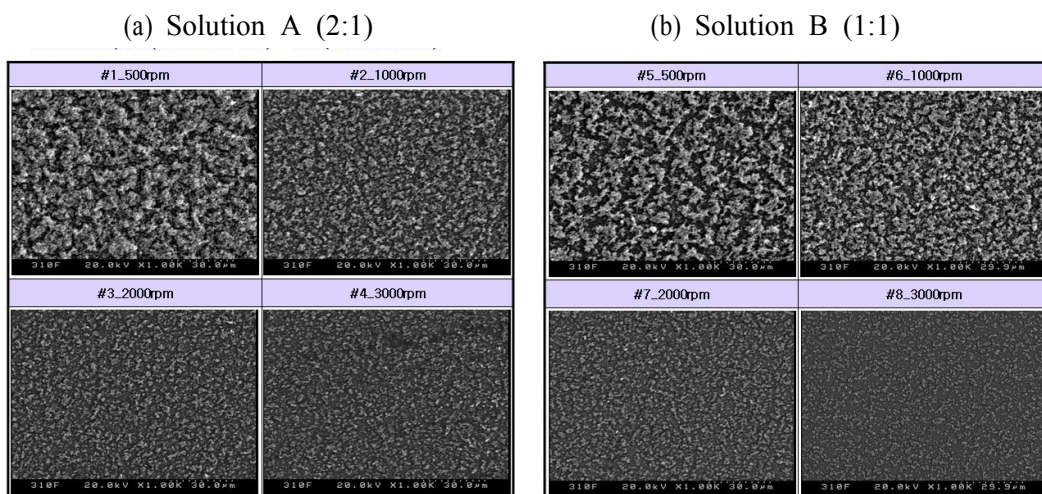 (a) Solution A (2:1)
(b) Solution B (1:1)
#1_500rpm
#2_1000rpm
310F 20.0kV X1.00K 30.0µm
310F 20.0kV X1.00K 30.0µm
#3_2000rpm
#4_3000rpm
310F 20.0kV X1.00K 30.0µm
310F 20.0kV X1.00K 30.0µm
#5_500rpm
#6_1000rpm
310F 20.0kV X1.00K 30.0µm
310F 20.0kV X1.00K 29.9µm
#7_2000rpm
#8_3000rpm
310F 20.0kV X1.00K 30.0µm
310F 20.0kV X1.00K 29.9µm